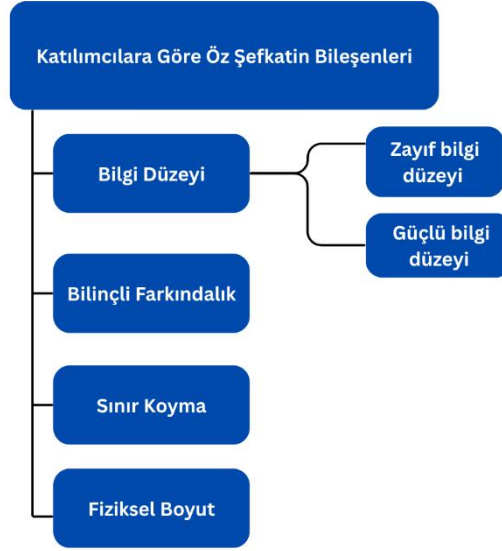 Katılımcılara Göre Öz Şefkatin Bileşenleri
Bilgi Düzeyi
Zayıf bilgi
düzeyi
Güçlü bilgi
düzeyi
Bilinçli Farkındalık
Sınır Koyma
Fiziksel Boyut